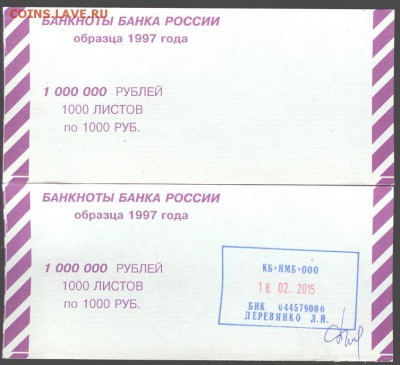 COINS.LAVE.RU
БАНКНОТЫ БАНКА РОССИИ
образца 1997 года
1 000 000 РУБЛЕЙ
1000 ЛИСТОВ
по 1000 РУБ.
БАНКНОТЫ БАНКА РОССИИ
образца 1997 года
1 000 000 РУБЛЕЙ
1000 ЛИСТОВ
по 1000 РУБ.
КБ·НМБ·ООО
18 02. 2015
БИК 044579000
ДЕРЕВЯНКО Л.И.